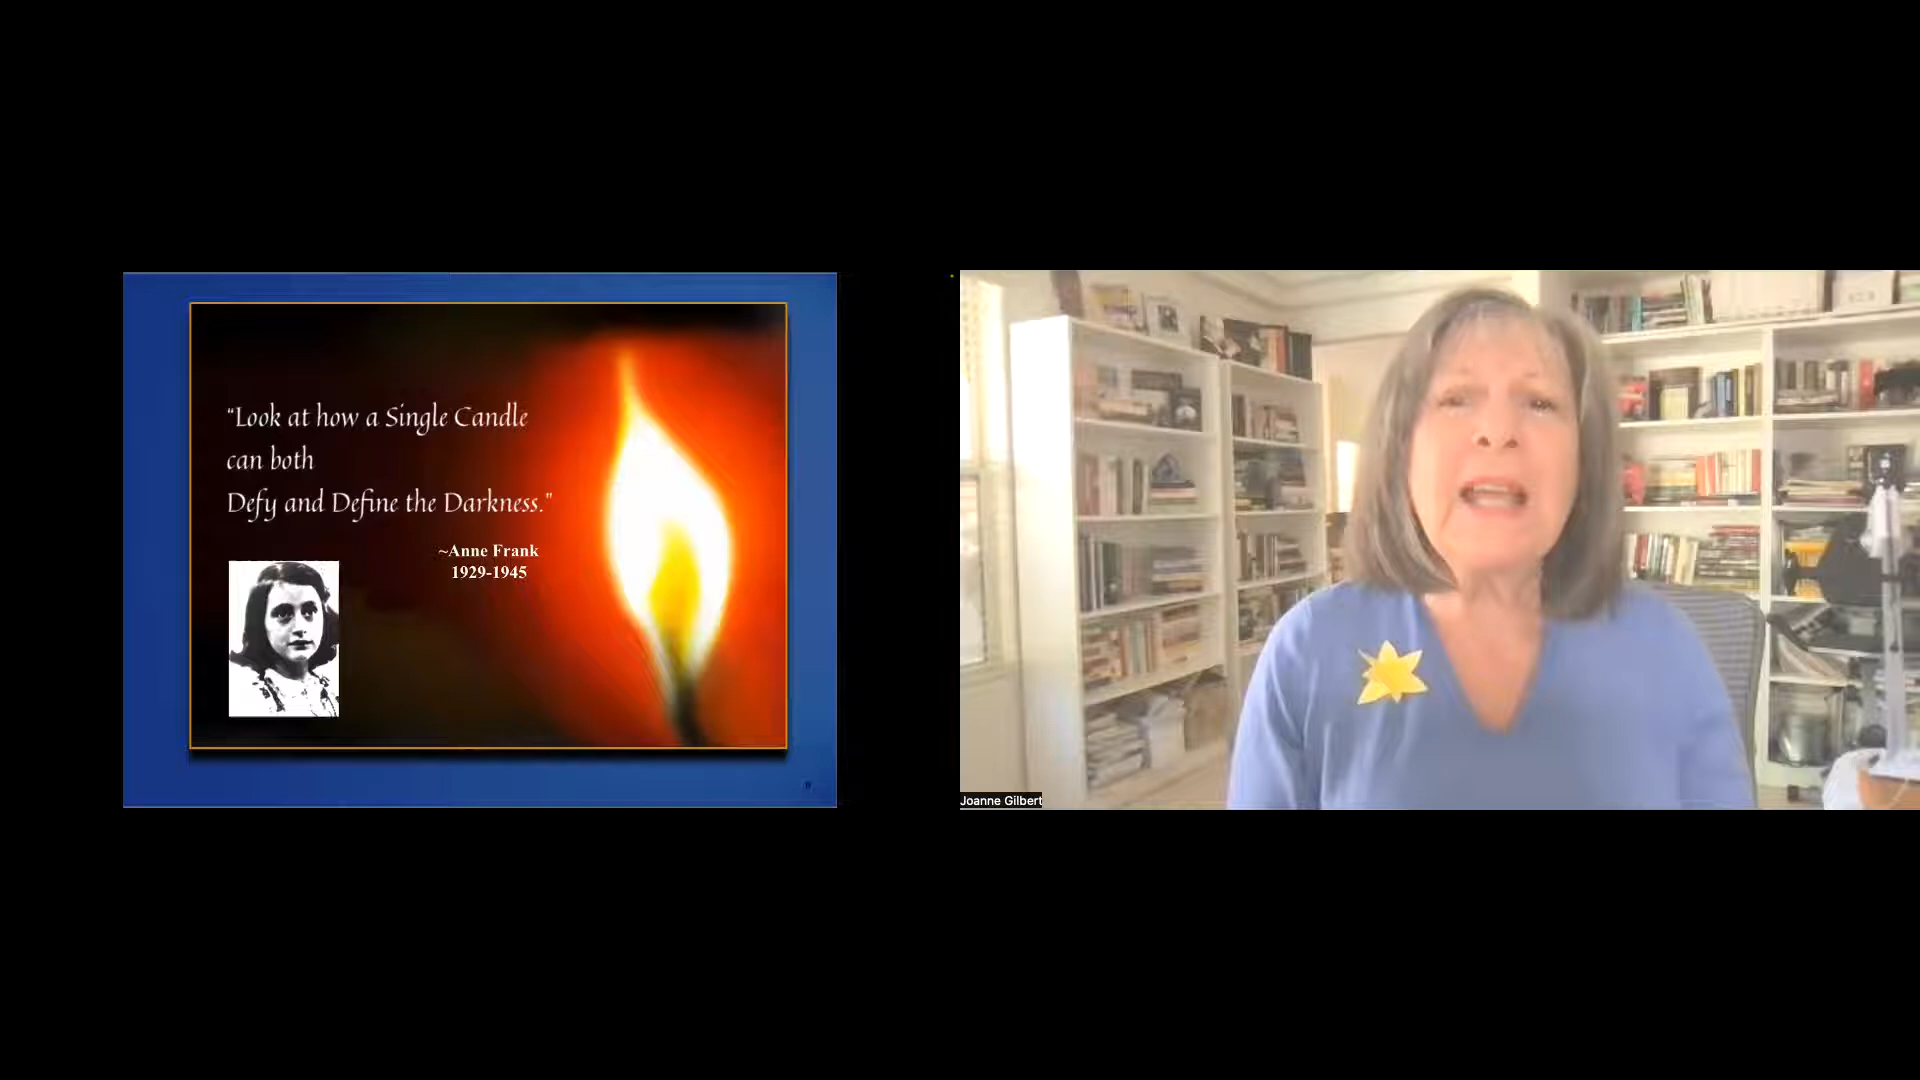 “Look at how a Single Candle
can both
Defy and Define the Darkness.”
~Anne Frank
1929-1945
Joanne Gilbert